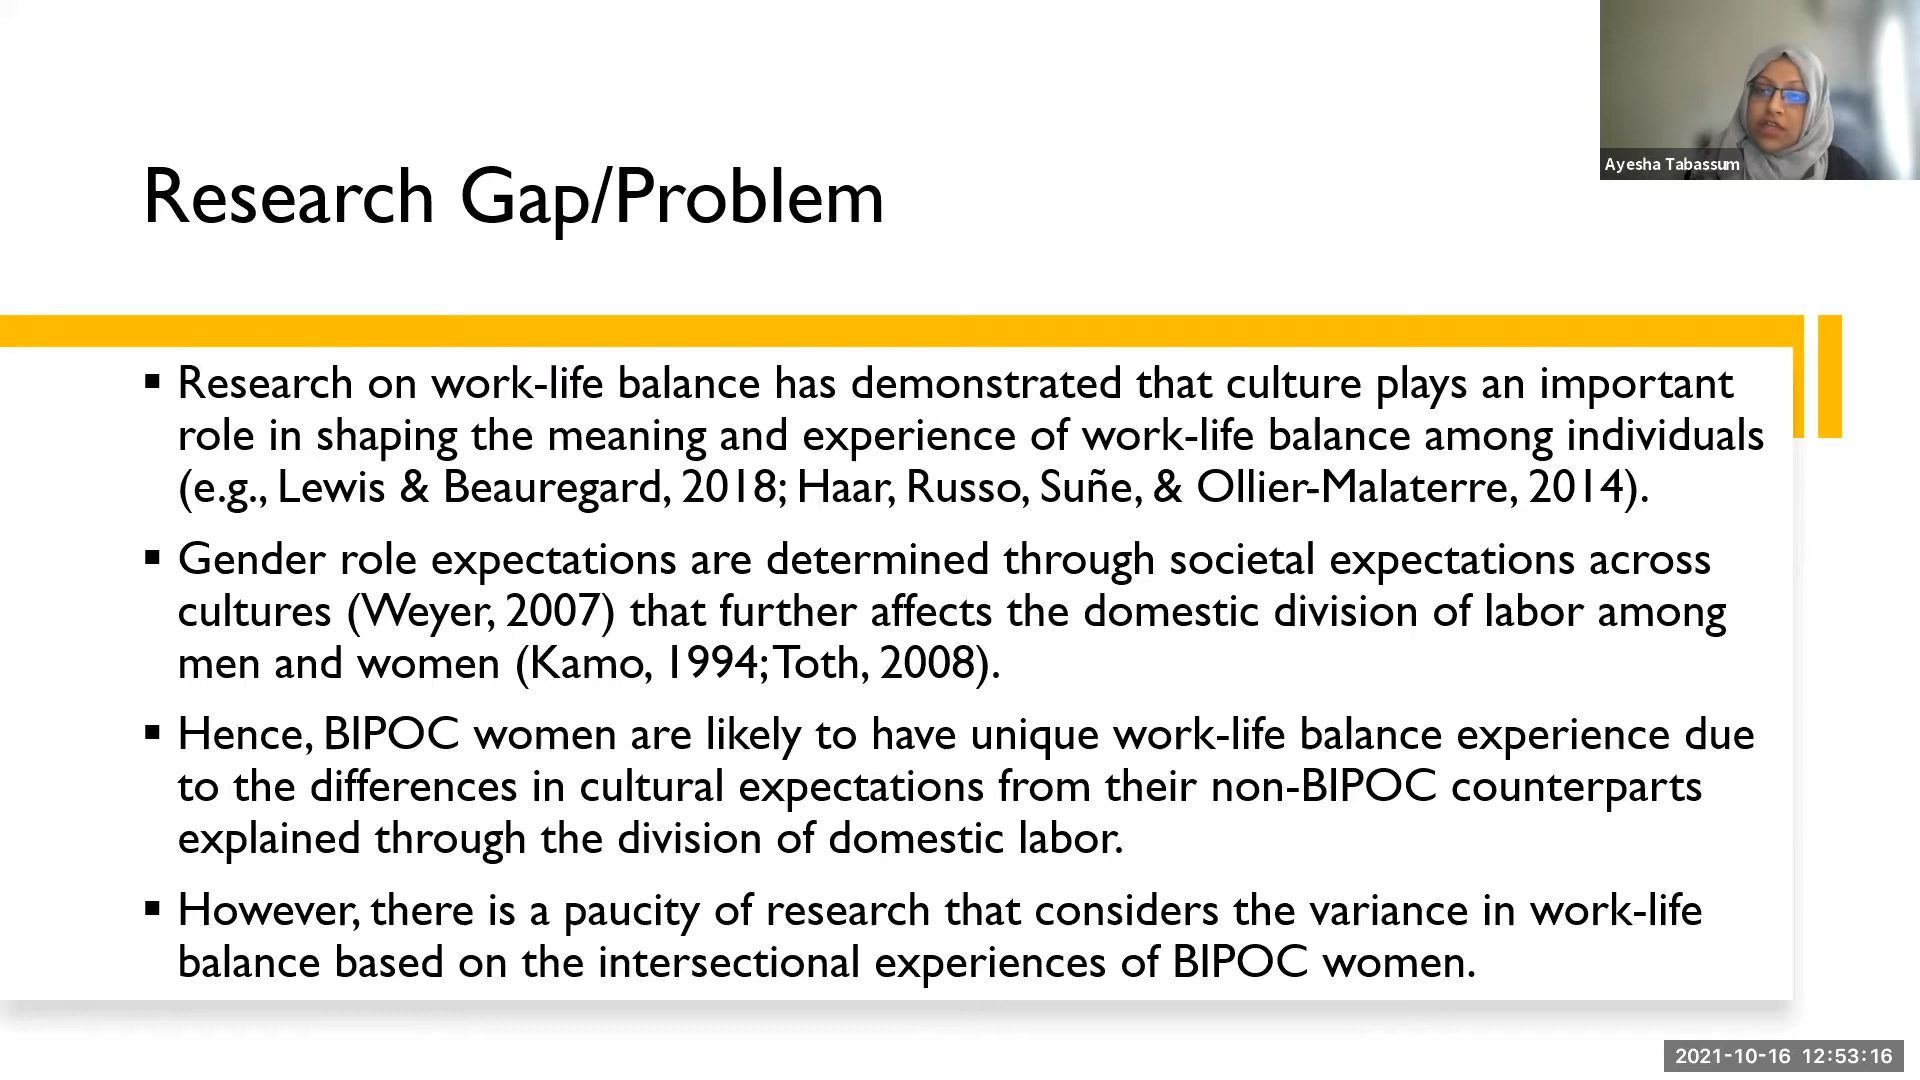 Ayesha Tabassum
Research Gap/Problem
▪ Research on work-life balance has demonstrated that culture plays an important
role in shaping the meaning and experience of work-life balance among individuals
(e.g., Lewis & Beauregard, 2018; Haar, Russo, Suñe, & Ollier-Malaterre, 2014).
▪ Gender role expectations are determined through societal expectations across
cultures (Weyer, 2007) that further affects the domestic division of labor among
men and women (Kamo, 1994; Toth, 2008).
▪ Hence, BIPOC women are likely to have unique work-life balance experience due
to the differences in cultural expectations from their non-BIPOC counterparts
explained through the division of domestic labor.
▪ However, there is a paucity of research that considers the variance in work-life
balance based on the intersectional experiences of BIPOC women.
2021-10-16 12:53:16